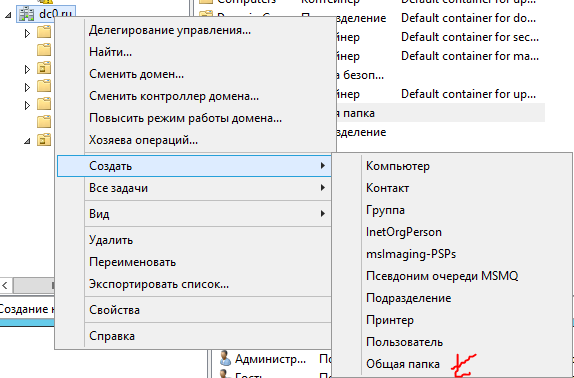 Computers
Default container for up...
dc0.ru
Подразделение
Default container for do...
Default container for sec...
Default container for ma...
Default container for up...
Делегирование управления...
Найти...
Сменить домен...
Сменить контроллер домена...
Повысить режим работы домена...
Хозяева операций...
Создать
Все задачи
Вид
Удалить
Переименовать
Экспортировать список...
Свойства
Справка
Компьютер
Контакт
Группа
InetOrgPerson
msImaging-PSPs
Псевдоним очереди MSMQ
Подразделение
Принтер
Пользователь
Общая папка
Создание
Администр...
Гость